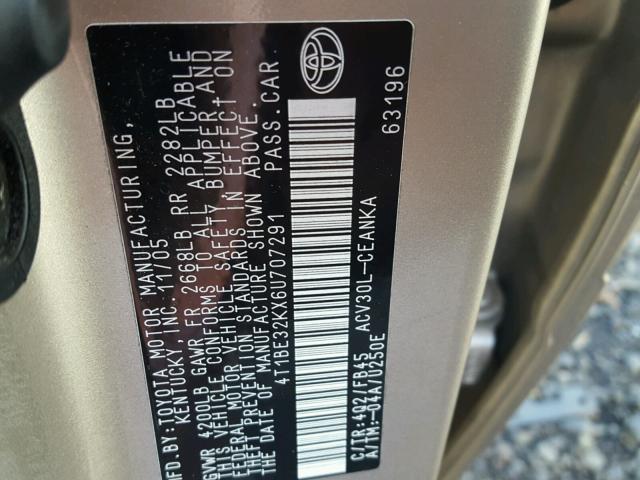 MFD.BY:TOYOTA MOTOR MANUFACTURING,
KENTUCKY, INC. 11/05
GVWR 4200LB GAWR FR 2668LB RR 2282LB
THIS VEHICLE CONFORMS TO ALL APPLICABLE
FEDERAL MOTOR VEHICLE SAFETY, BUMPER, AND
THEFT PREVENTION STANDARDS IN EFFECT ON
THE DATE OF MANUFACTURE SHOWN ABOVE.
4T1BE32KX6U707291 PASS.CAR
C/TR:4Q2/FB45 ACV30L-CEANKA
A/TM:-04A/U250E 63196